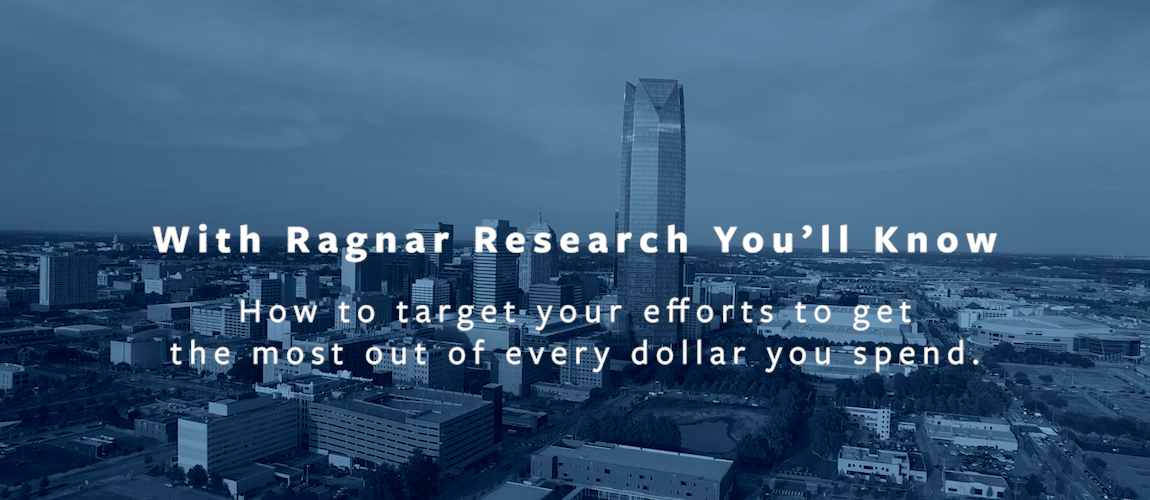 With Ragnar Research You’ll Know
How to target your efforts to get
the most out of every dollar you spend.